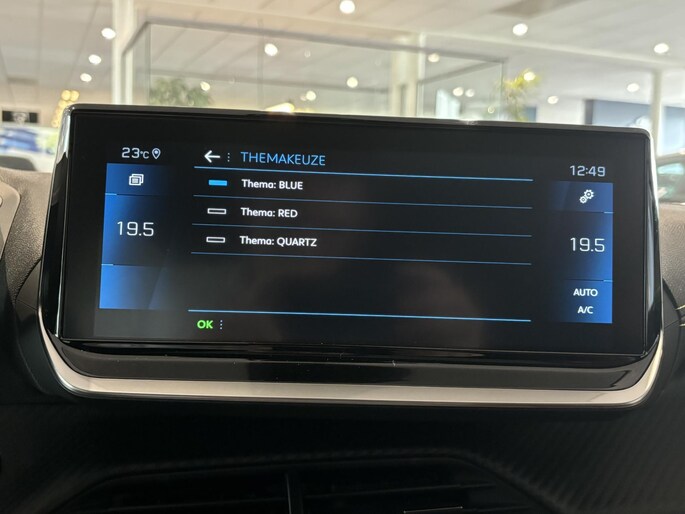 23°C
THEMAKEUZE
12:49
Thema: BLUE
Thema: RED
Thema: QUARTZ
19.5
19.5
AUTO
A/C
OK